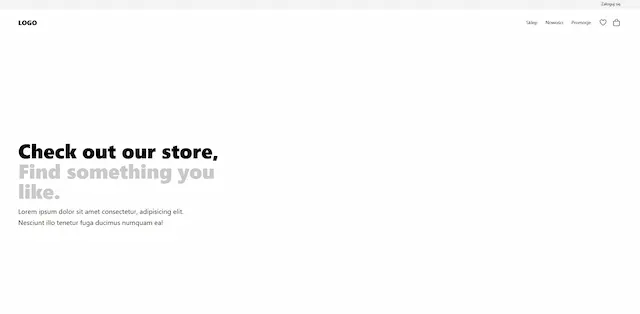 Zaloguj się
LOGO
Sklep Nowości Promocje
Check out our store,
Find something you
like.
Lorem ipsum dolor sit amet consectetur, adipisicing elit.
Nesciunt illo tenetur fuga ducimus numquam ea!